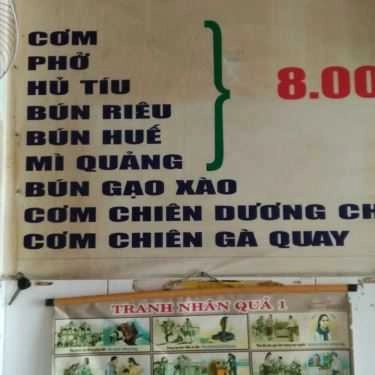 CƠM
PHỞ
HỦ TÍU
BÚN RIÊU
BÚN HUẾ
MÌ QUẢNG
8.00
BÚN GẠO XÀO
CƠM CHIÊN DƯƠNG CH
CƠM CHIÊN GÀ QUAY
TRANH NHÂN QUẢ 1